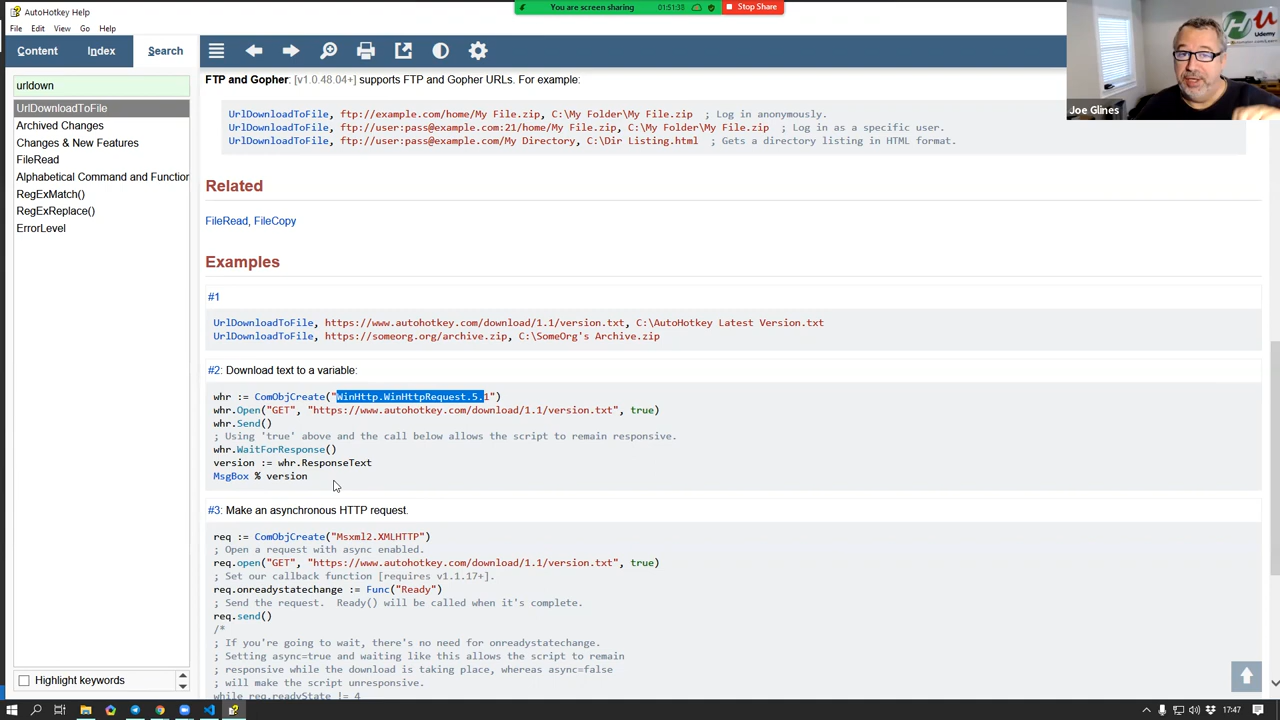 AutoHotkey Help
You are screen sharing
01:51:38
Stop Share
File Edit View Go Help
Content Index Search
urldown
UrlDownloadToFile
Archived Changes
Changes & New Features
FileRead
Alphabetical Command and Function
RegExMatch()
RegExReplace()
ErrorLevel
Highlight keywords
FTP and Gopher: [v1.0.48.04+] supports FTP and Gopher URLs. For example:
UrlDownloadToFile, ftp://example.com/home/My File.zip, C:\My Folder\My File.zip ; Log in anonymously.
UrlDownloadToFile, ftp://user:pass@example.com:21/home/My File.zip, C:\My Folder\My File.zip ; Log in as a specific user.
UrlDownloadToFile, ftp://user:pass@example.com/My Directory, C:\Dir Listing.html ; Gets a directory listing in HTML format.
Related
FileRead, FileCopy
Examples
#1
UrlDownloadToFile, https://www.autohotkey.com/download/1.1/version.txt, C:\AutoHotkey Latest Version.txt
UrlDownloadToFile, https://someorg.org/archive.zip, C:\SomeOrg's Archive.zip
#2: Download text to a variable:
whr := ComObjCreate("WinHttp.WinHttpRequest.5.1")
whr.Open("GET", "https://www.autohotkey.com/download/1.1/version.txt", true)
whr.Send()
; Using 'true' above and the call below allows the script to remain responsive.
whr.WaitForResponse()
version := whr.ResponseText
MsgBox % version
#3: Make an asynchronous HTTP request.
req := ComObjCreate("Msxml2.XMLHTTP")
; Open a request with async enabled.
req.open("GET", "https://www.autohotkey.com/download/1.1/version.txt", true)
; Set our callback function [requires v1.1.17+].
req.onreadystatechange := Func("Ready")
; Send the request. Ready() will be called when it's complete.
req.send()
/*
; If you're going to wait, there's no need for onreadystatechange.
; Setting async=true and waiting like this allows the script to remain
; responsive while the download is taking place, whereas async=false
; will make the script unresponsive.
while req.readyState != 4
Udemy
Joe Glines
17:47